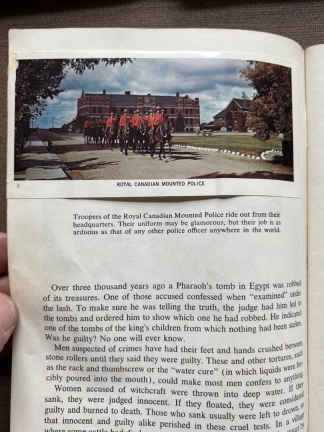 ROYAL CANADIAN MOUNTED POLICE
Troopers of the Royal Canadian Mounted Police ride out from their
headquarters. Their uniform may be glamorous, but their job is as
arduous as that of any other police officer anywhere in the world.
Over three thousand years ago a Pharaoh's tomb in Egypt was robbed
of its treasures. One of those accused confessed when "examined" under
the lash. To make sure he was telling the truth, the judge had him led to
the tombs and ordered him to show which one he had robbed. He indicated
one of the tombs of the king's children from which nothing had been stolen.
Was he guilty? No one will ever know.
Men suspected of crimes have had their feet and hands crushed between
stone rollers until they said they were guilty. These and other tortures, such
as the rack and thumbscrew or the "water cure" (in which liquids were for-
cibly poured into the mouth), could make most men confess to anything.
Women accused of witchcraft were thrown into deep water. If they
sank, they were judged innocent. If they floated, they were considered
guilty and burned to death. Those who sank usually were left to drown, so
that innocent and guilty alike perished in these cruel tests. In a
where some cattle had